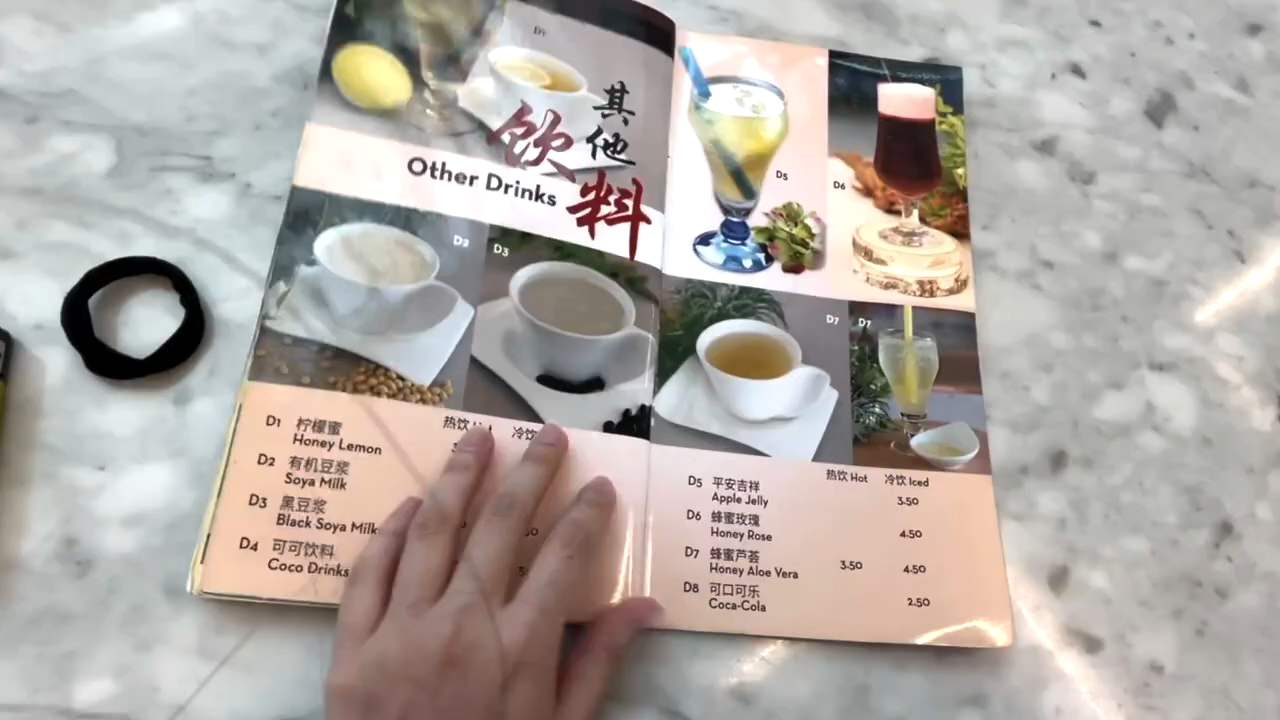 D1
其他
饮料
Other Drinks
D2
D3
D5
D6
D7
D7
热饮
冷饮
D1 柠檬蜜
Honey Lemon
D2 有机豆浆
Soya Milk
D3 黑豆浆
Black Soya Milk
D4 可可饮料
Coco Drinks
热饮 Hot 冷饮 Iced
D5 平安吉祥
Apple Jelly 3.50
D6 蜂蜜玫瑰
Honey Rose 4.50
D7 蜂蜜芦荟
Honey Aloe Vera 3.50 4.50
D8 可口可乐
Coca-Cola 2.50